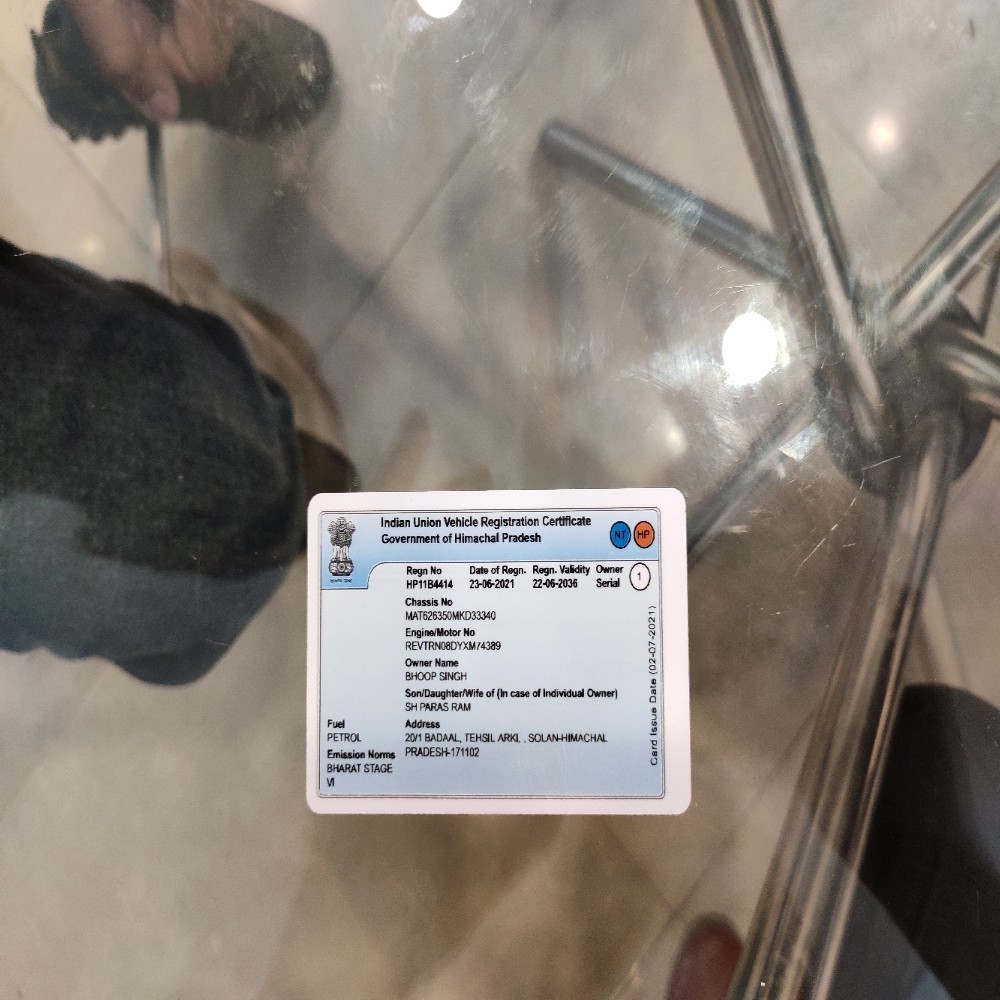 Indian Union Vehicle Registration Certificate
Government of Himachal Pradesh
NT HP
Regn No Date of Regn. Regn. Validity Owner Serial 1
HP11B4414 23-06-2021 22-06-2036
Chassis No
MAT626350MKD33340
Engine/Motor No
REVTRN08DYXM74389
Owner Name
BHOOP SINGH
Son/Daughter/Wife of (In case of Individual Owner)
SH PARAS RAM
Fuel
PETROL
Emission Norms
BHARAT STAGE
VI
Address
20/1 BADAAL, TEHSIL ARKI, , SOLAN-HIMACHAL
PRADESH-171102
Card Issue Date (02-07-2021)